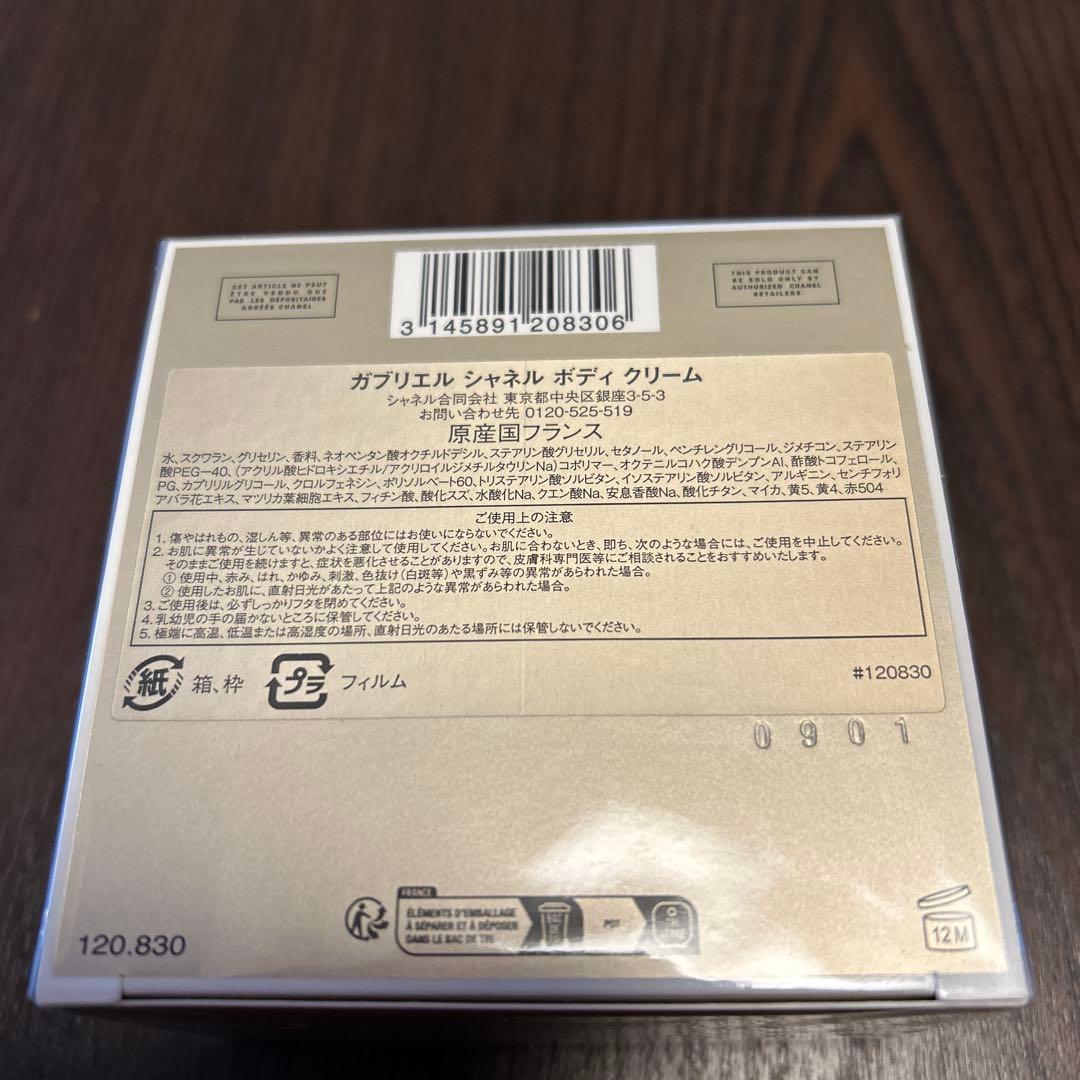 CET ARTICLE NE PEUT
ÊTRE VENDU QUE
PAR LES DÉPOSITAIRES
AGRÉÉS CHANEL
THIS PRODUCT CAN
BE SOLD ONLY BY
AUTHORIZED CHANEL
RETAILERS
3 145891 208306
ガブリエル シャネル ボディ クリーム
シャネル合同会社 東京都中央区銀座3-5-3
お問い合わせ先 0120-525-519
原産国フランス
水、スクワラン、グリセリン、香料、ネオペンタン酸オクチルドデシル、ステアリン酸グリセリル、セタノール、ペンチレングリコール、ジメチコン、ステアリン
酸PEG-40、(アクリル酸ヒドロキシエチル/アクリロイルジメチルタウリンNa)コポリマー、オクテニルコハク酸デンプンAl、酢酸トコフェロール、
PG、カプリリルグリコール、クロルフェネシン、ポリソルベート60、トリステアリン酸ソルビタン、イソステアリン酸ソルビタン、アルギニン、センチフォリ
アバラ花エキス、マツリカ葉細胞エキス、フィチン酸、酸化スズ、水酸化Na、クエン酸Na、安息香酸Na、酸化チタン、マイカ、黄5、黄4、赤504
ご使用上の注意
1. 傷やはれもの、湿しん等、異常のある部位にはお使いにならないでください。
2. お肌に異常が生じていないかよく注意して使用してください。お肌に合わないとき、即ち、次のような場合には、ご使用を中止してください。
そのままご使用を続けますと、症状を悪化させることがありますので、皮膚科専門医等にご相談されることをおすすめいたします。
① 使用中、赤み、はれ、かゆみ、刺激、色抜け(白斑等)や黒ずみ等の異常があらわれた場合。
② 使用したお肌に、直射日光があたって上記のような異常があらわれた場合。
3. ご使用後は、必ずしっかりフタを閉めてください。
4. 乳幼児の手の届かないところに保管してください。
5. 極端に高温、低温または高湿度の場所、直射日光のあたる場所には保管しないでください。
紙 箱、枠 プラ フィルム
#120830
0901
FRANCE
ÉLÉMENTS D'EMBALLAGE
À SÉPARER ET À DÉPOSER
DANS LE BAC DE TRI
POT
120.830
12M